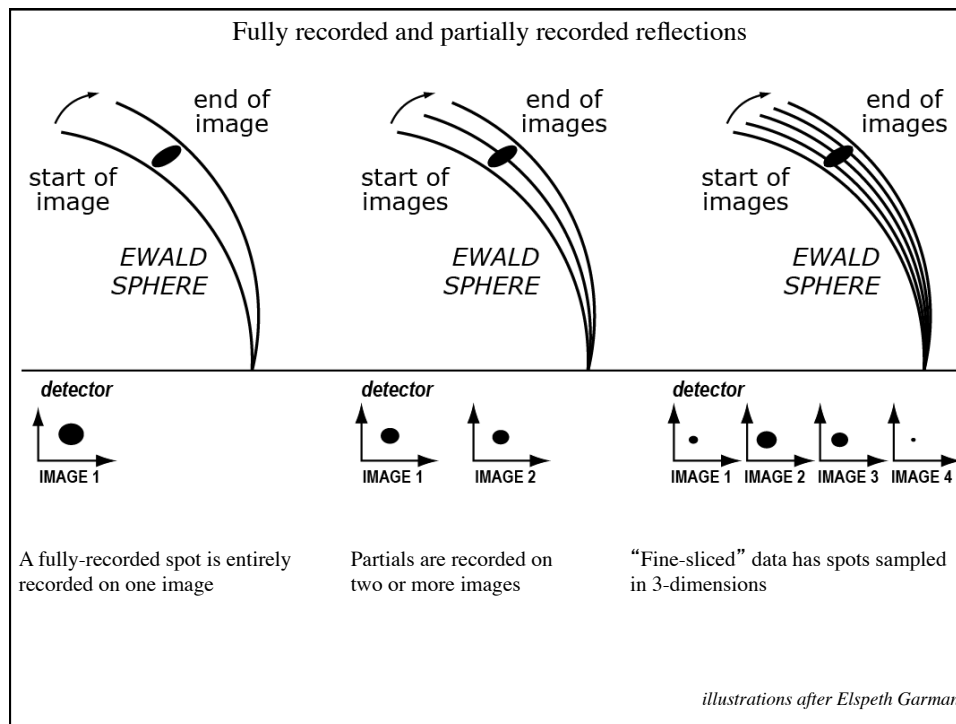 Fully recorded and partially recorded reflections
end of
image
start of
image
EWALD
SPHERE
end of
images
start of
images
EWALD
SPHERE
end of
images
start of
images
EWALD
SPHERE
detector
IMAGE 1
detector
IMAGE 1
IMAGE 2
detector
IMAGE 1
IMAGE 2
IMAGE 3
IMAGE 4
A fully-recorded spot is entirely
recorded on one image
Partials are recorded on
two or more images
“Fine-sliced” data has spots sampled
in 3-dimensions
illustrations after Elspeth Garman